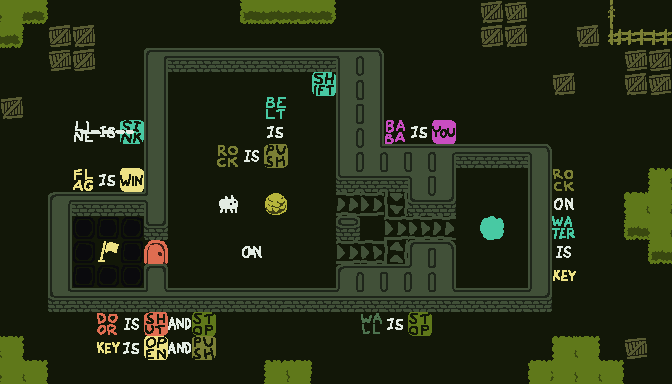 SHIFT
BELT
IS
LINE IS SINK
BABA IS YOU
ROCK IS PUSH
FLAG IS WIN
ROCK
ON
WATER
IS
KEY
ON
DOOR IS SHUT AND STOP
WALL IS STOP
KEY IS OPEN AND PUSH